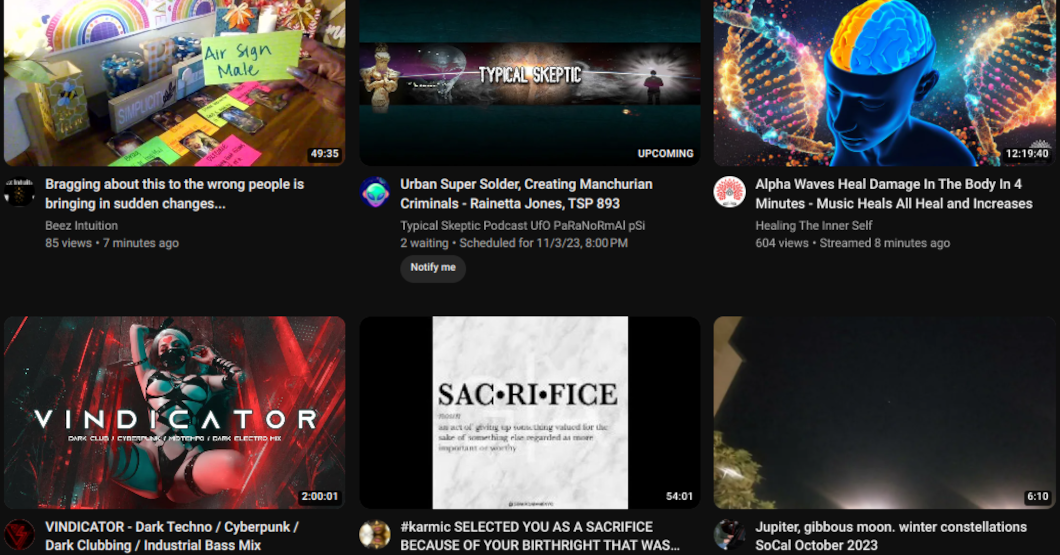 Air Sign
Male
SIMPLICITY
49:35
TYPICAL SKEPTIC
UPCOMING
12:19:40
Bragging about this to the wrong people is
bringing in sudden changes...
Beez Intuition
85 views • 7 minutes ago
Urban Super Solder, Creating Manchurian
Criminals - Rainetta Jones, TSP 893
Typical Skeptic Podcast UfO PaRaNoRmAl pSi
2 waiting • Scheduled for 11/3/23, 8:00 PM
Notify me
Alpha Waves Heal Damage In The Body In 4
Minutes - Music Heals All Heal and Increases
Healing The Inner Self
604 views • Streamed 8 minutes ago
VINDICATOR
DARK CLUB / CYBERPUNK / MIDTEMPO / DARK ELECTRO MIX
2:00:01
SAC•RI•FICE
noun
an act of giving up something valued for the
sake of something else regarded as more
important or worthy
54:01
6:10
VINDICATOR - Dark Techno / Cyberpunk /
Dark Clubbing / Industrial Bass Mix
#karmic SELECTED YOU AS A SACRIFICE
BECAUSE OF YOUR BIRTHRIGHT THAT WAS...
Jupiter, gibbous moon. winter constellations
SoCal October 2023